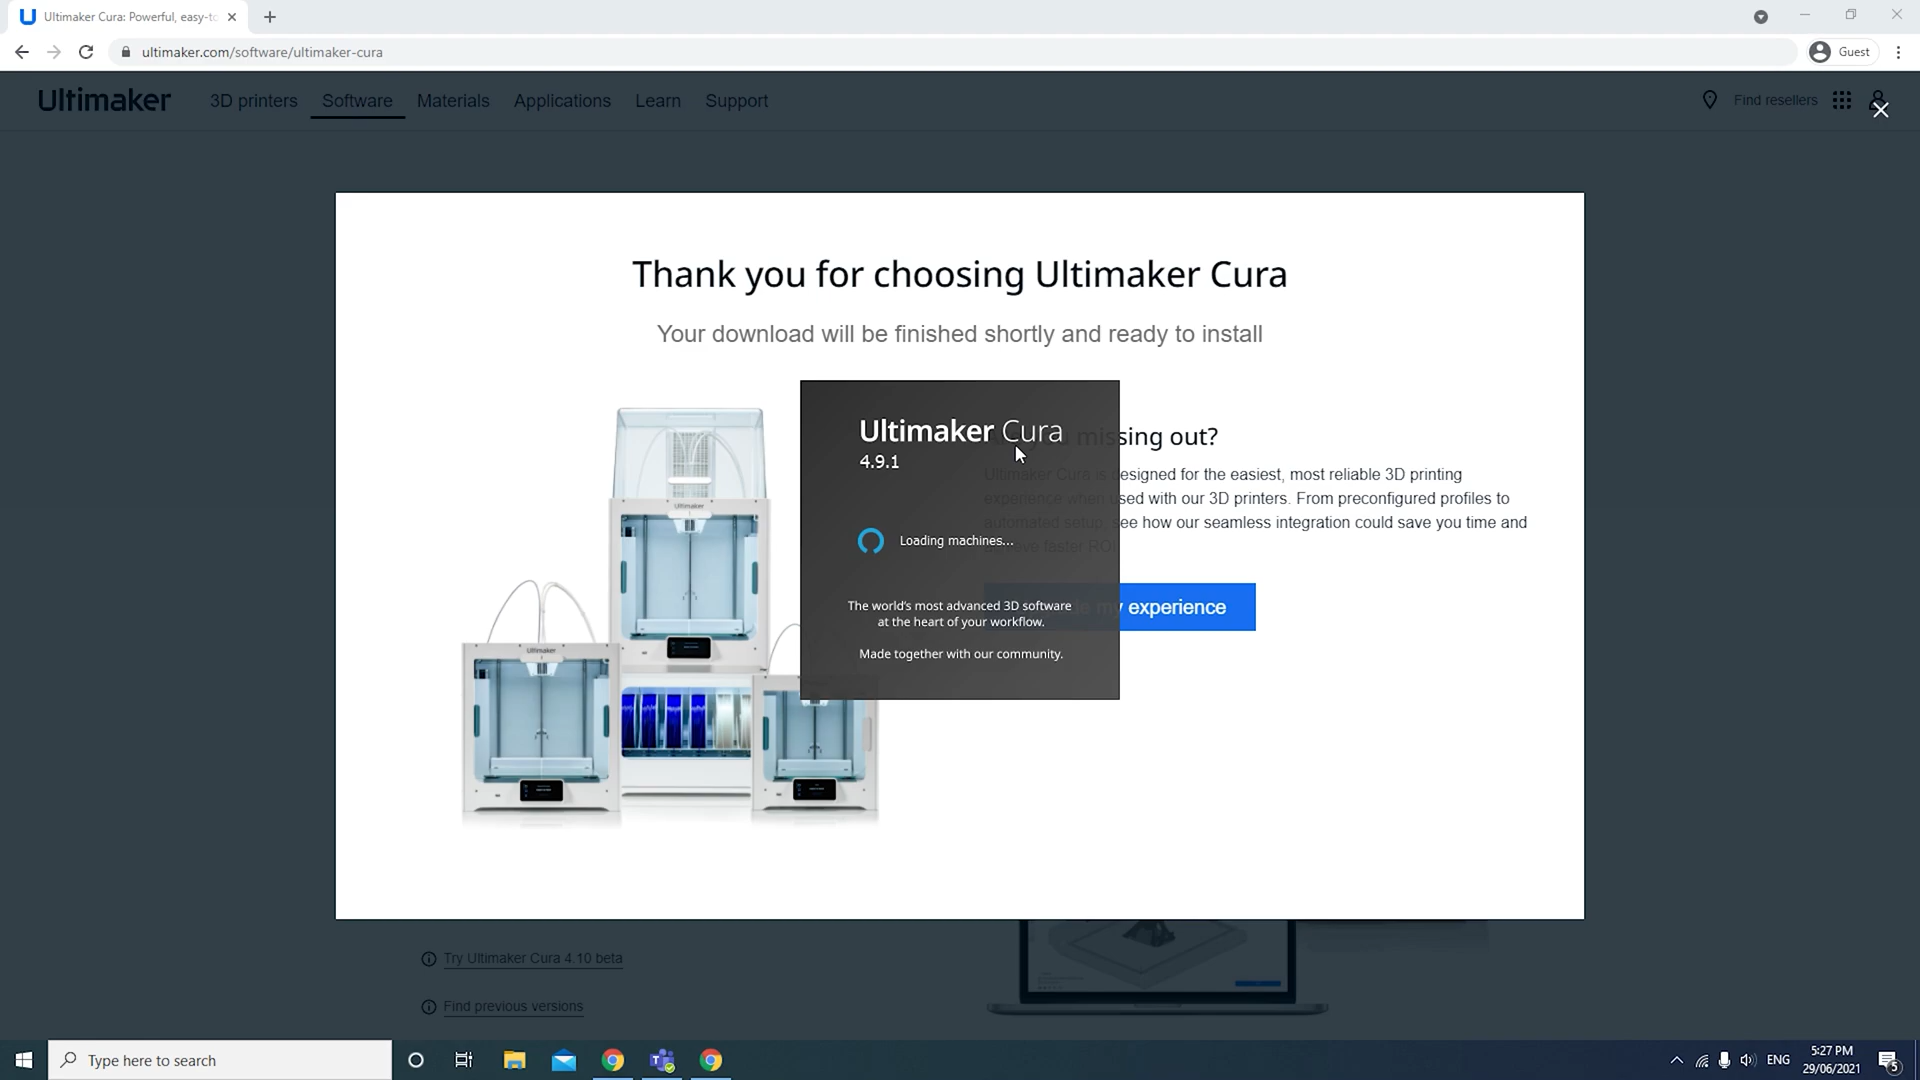 Ultimaker Cura: Powerful, easy-to
ultimaker.com/software/ultimaker-cura
Guest
Ultimaker
3D printers Software Materials Applications Learn Support
Find resellers
Thank you for choosing Ultimaker Cura
Your download will be finished shortly and ready to install
Ultimaker Cura
4.9.1
Loading machines...
The world's most advanced 3D software
at the heart of your workflow.
Made together with our community.
missing out?
Ultimaker Cura is designed for the easiest, most reliable 3D printing
experience when used with our 3D printers. From preconfigured profiles to
automated setup, see how our seamless integration could save you time and
achieve faster ROI
my experience
Ultimaker
Ultimaker
Try Ultimaker Cura 4.10 beta
Find previous versions
Type here to search
ENG
5:27 PM
29/06/2021
5